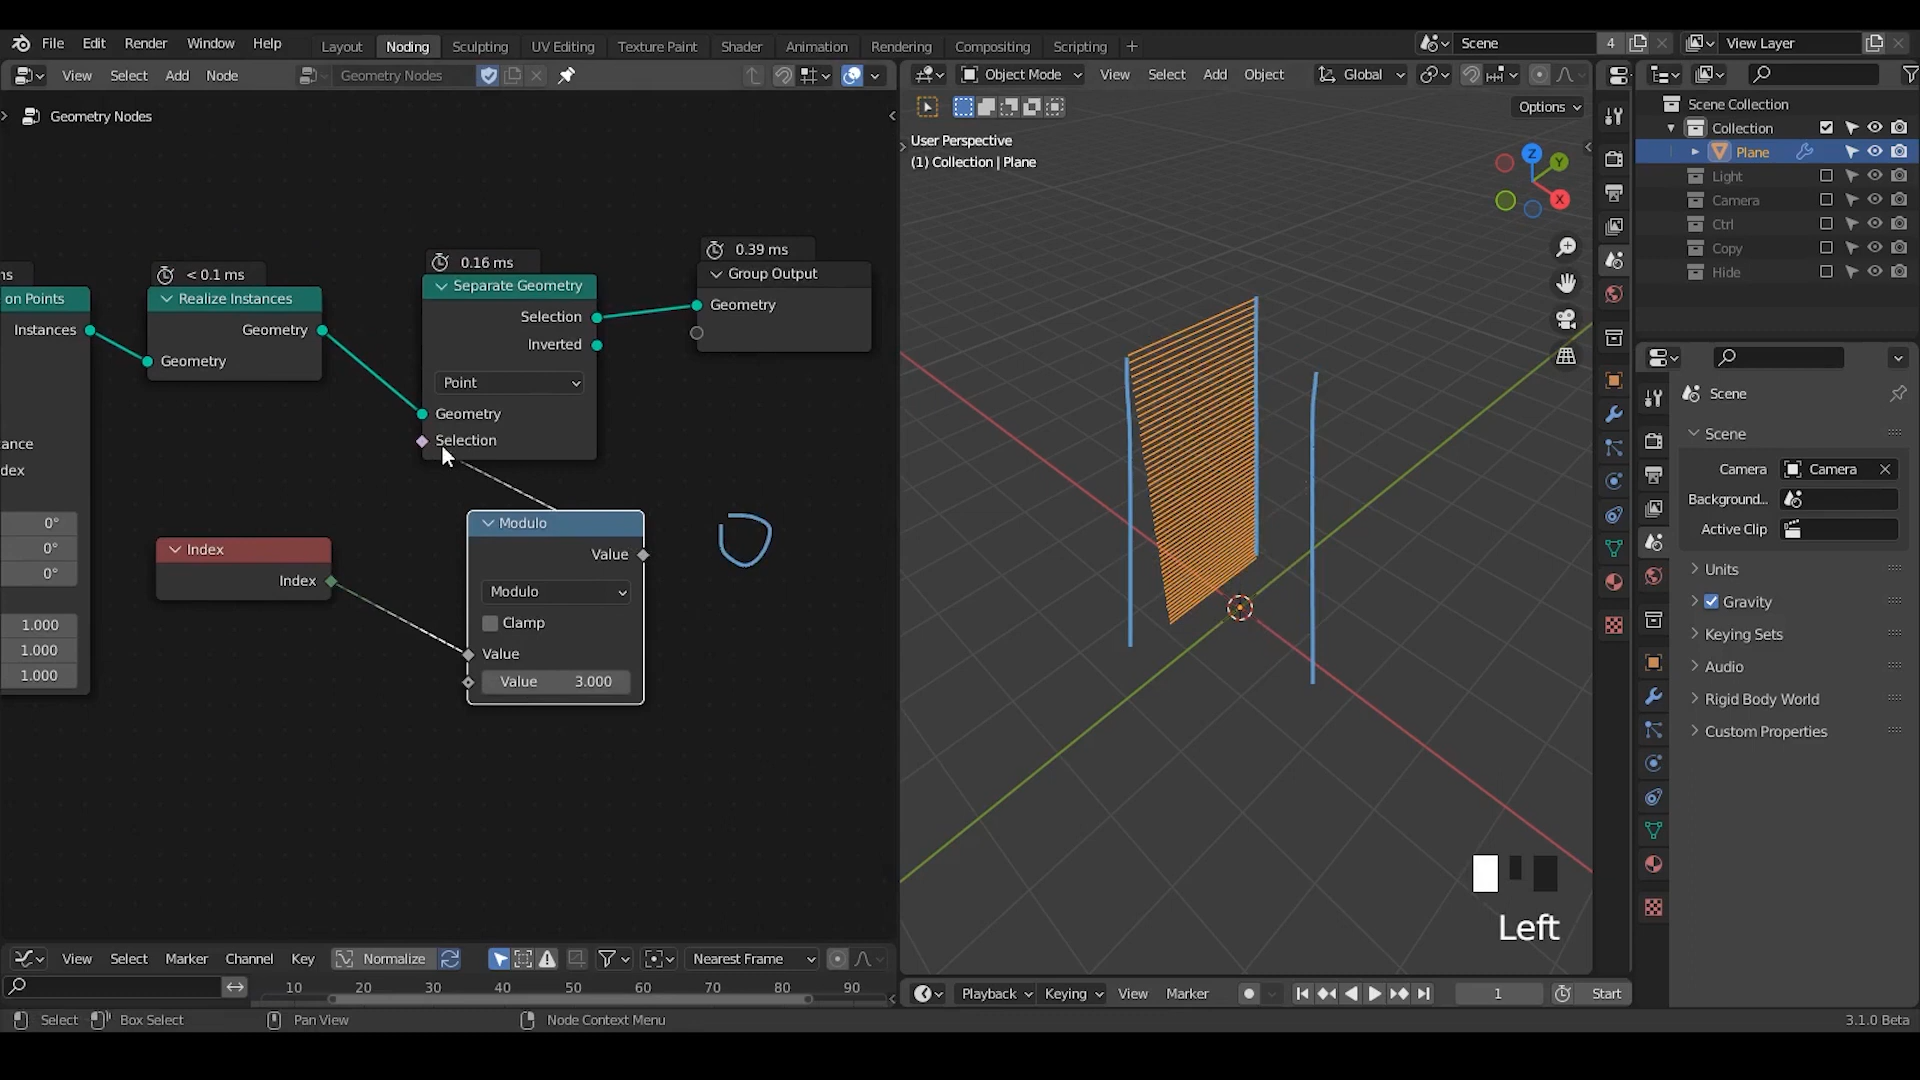 File Edit Render Window Help Layout Noding Sculpting UV Editing Texture Paint Shader Animation Rendering Compositing Scripting + Scene 4 View Layer
View Select Add Node Geometry Nodes Object Mode View Select Add Object Global
Options
Geometry Nodes
User Perspective
(1) Collection | Plane
Z Y X
Scene Collection
Collection
Plane
Light
Camera
Ctrl
Copy
Hide
ns
on Points
Instances
ance
dex
0°
0°
0°
1.000
1.000
1.000
< 0.1 ms
Realize Instances
Geometry
Geometry
0.16 ms
Separate Geometry
Selection
Inverted
Point
Geometry
Selection
0.39 ms
Group Output
Geometry
Index
Index
Modulo
Value
Modulo
Clamp
Value
Value 3.000
Left
Scene
Scene
Camera Camera
Background...
Active Clip
Units
Gravity
Keying Sets
Audio
Rigid Body World
Custom Properties
View Select Marker Channel Key Normalize Nearest Frame
10 20 30 40 50 60 70 80 90
Playback Keying View Marker 1 Start
Select Box Select Pan View Node Context Menu 3.1.0 Beta